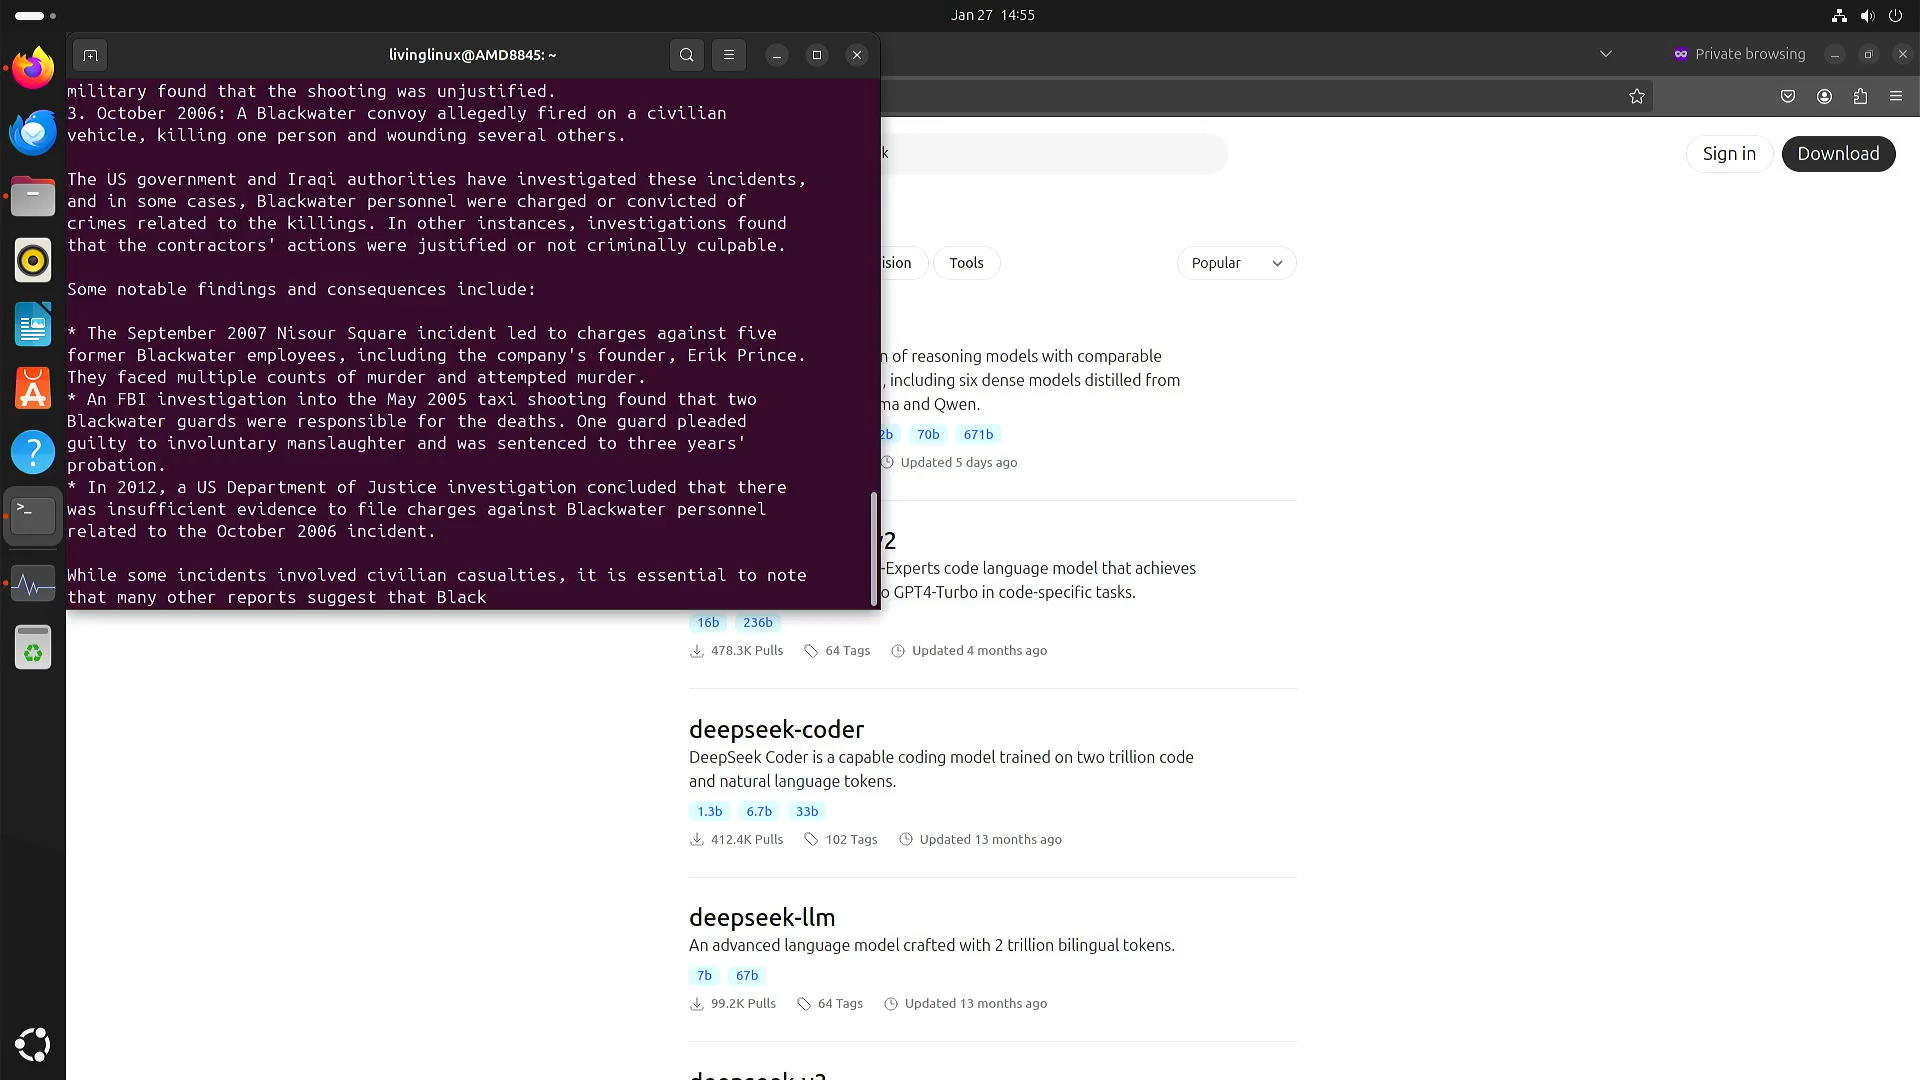 Jan 27 14:55
livinglinux@AMD8845: ~
military found that the shooting was unjustified.
3. October 2006: A Blackwater convoy allegedly fired on a civilian
vehicle, killing one person and wounding several others.
The US government and Iraqi authorities have investigated these incidents,
and in some cases, Blackwater personnel were charged or convicted of
crimes related to the killings. In other instances, investigations found
that the contractors' actions were justified or not criminally culpable.
Some notable findings and consequences include:
* The September 2007 Nisour Square incident led to charges against five
former Blackwater employees, including the company's founder, Erik Prince.
They faced multiple counts of murder and attempted murder.
* An FBI investigation into the May 2005 taxi shooting found that two
Blackwater guards were responsible for the deaths. One guard pleaded
guilty to involuntary manslaughter and was sentenced to three years'
probation.
* In 2012, a US Department of Justice investigation concluded that there
was insufficient evidence to file charges against Blackwater personnel
related to the October 2006 incident.
While some incidents involved civilian casualties, it is essential to note
that many other reports suggest that Black
Private browsing
k
Sign in
Download
ision
Tools
Popular
n of reasoning models with comparable
, including six dense models distilled from
ma and Qwen.
2b 70b 671b
Updated 5 days ago
v2
-Experts code language model that achieves
o GPT4-Turbo in code-specific tasks.
16b 236b
478.3K Pulls 64 Tags Updated 4 months ago
deepseek-coder
DeepSeek Coder is a capable coding model trained on two trillion code
and natural language tokens.
1.3b 6.7b 33b
412.4K Pulls 102 Tags Updated 13 months ago
deepseek-llm
An advanced language model crafted with 2 trillion bilingual tokens.
7b 67b
99.2K Pulls 64 Tags Updated 13 months ago